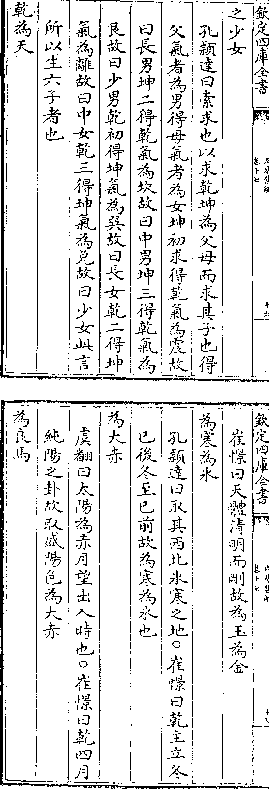 欽定四庫全書
之少女
孔穎達曰索求也以求乾坤為父母而求其子也得
父氣者為男得母氣者為女坤初求得乾氣為震故
曰長男坤二得乾氣為坎故曰中男坤三得乾氣為
艮故曰少男乾初得坤氣為巽故曰長女乾二得坤
氣為離故曰中女乾三得坤氣為兌故曰少女此言
所以生六子者也
乾為天
欽定四庫全書
崔憬曰天體清明而剛故為玉為金
為寒為冰
孔穎達曰取其西北氷寒之地○崔憬曰乾主立冬
已後冬至已前故為寒為冰也
為大赤
虞翻曰太陽為赤月望出入時也○崔憬曰乾四月
純陽之卦故取盛陽色為大赤
為良馬